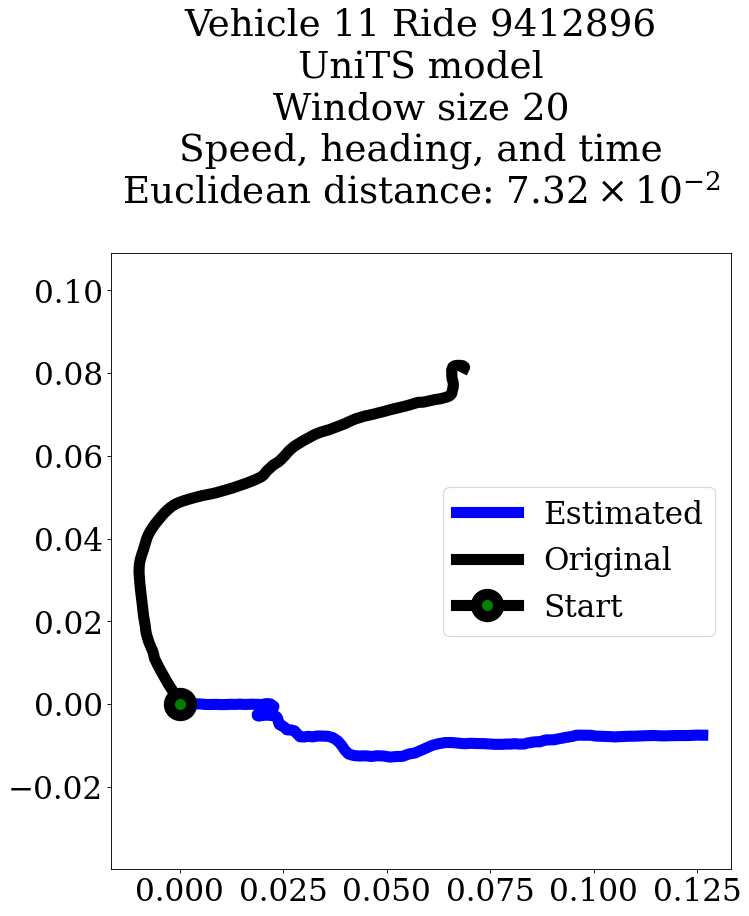 Vehicle 11 Ride 9412896
UniTS model
Window size 20
Speed, heading, and time
Euclidean distance: 7.32 × 10⁻²
0.10
0.08
0.06
0.04
0.02
0.00
−0.02
Estimated
Original
Start
0.000 0.025 0.050 0.075 0.100 0.125